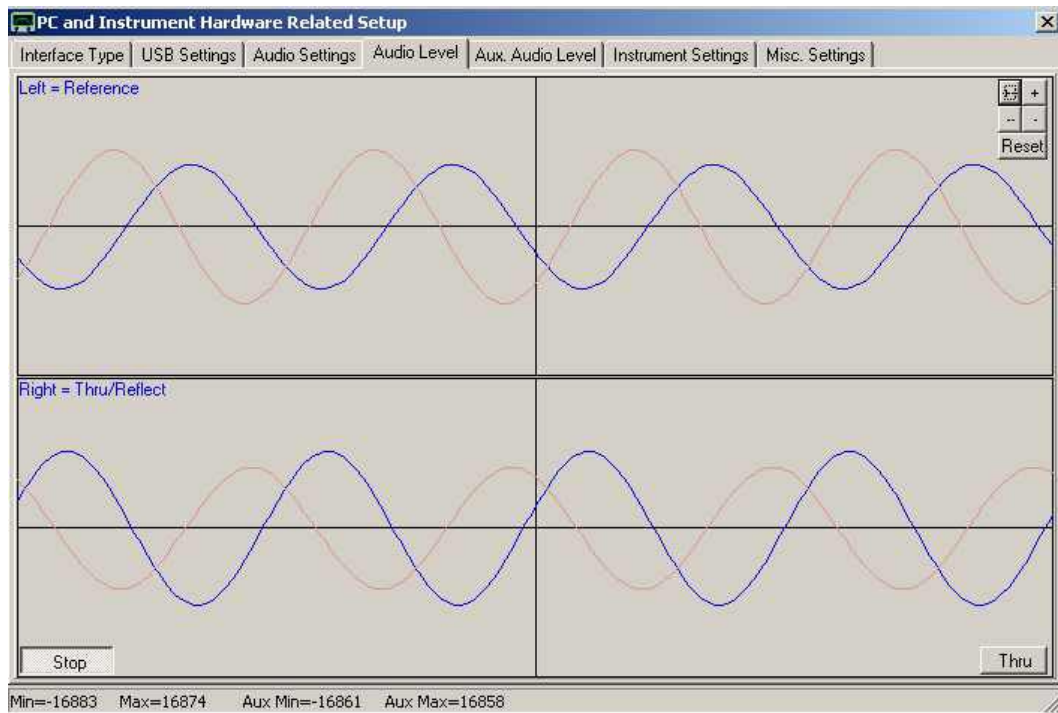 PC and Instrument Hardware Related Setup
Interface Type USB Settings Audio Settings Audio Level Aux. Audio Level Instrument Settings Misc. Settings
Left = Reference
+
-- -
Reset
Right = Thru/Reflect
Stop Thru
Min=-16883 Max=16874 Aux Min=-16861 Aux Max=16858